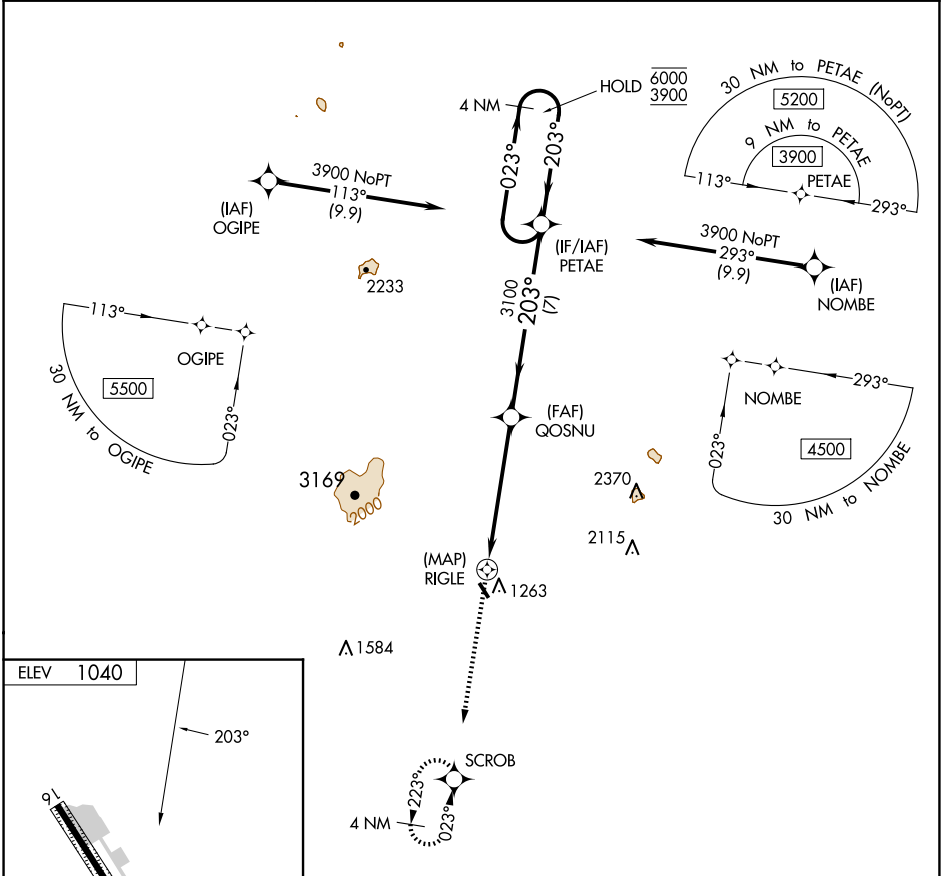 HOLD 6000 3900
4 NM
023°
203°
3900 NoPT
113°
(9.9)
(IAF)
OGIPE
(IF/IAF)
PETAE
30 NM to PETAE (NoPT)
5200
9 NM to PETAE
3900
PETAE
113°
293°
3900 NoPT
293°
(9.9)
(IAF)
NOMBE
2233
3100
203°
(7)
113°
OGIPE
5500
023°
30 NM to OGIPE
(FAF)
QOSNU
NOMBE
293°
023°
4500
30 NM to NOMBE
3169
2000
2370
2115
(MAP)
RIGLE
1263
1584
ELEV 1040
203°
SCROB
223°
023°
4 NM
16